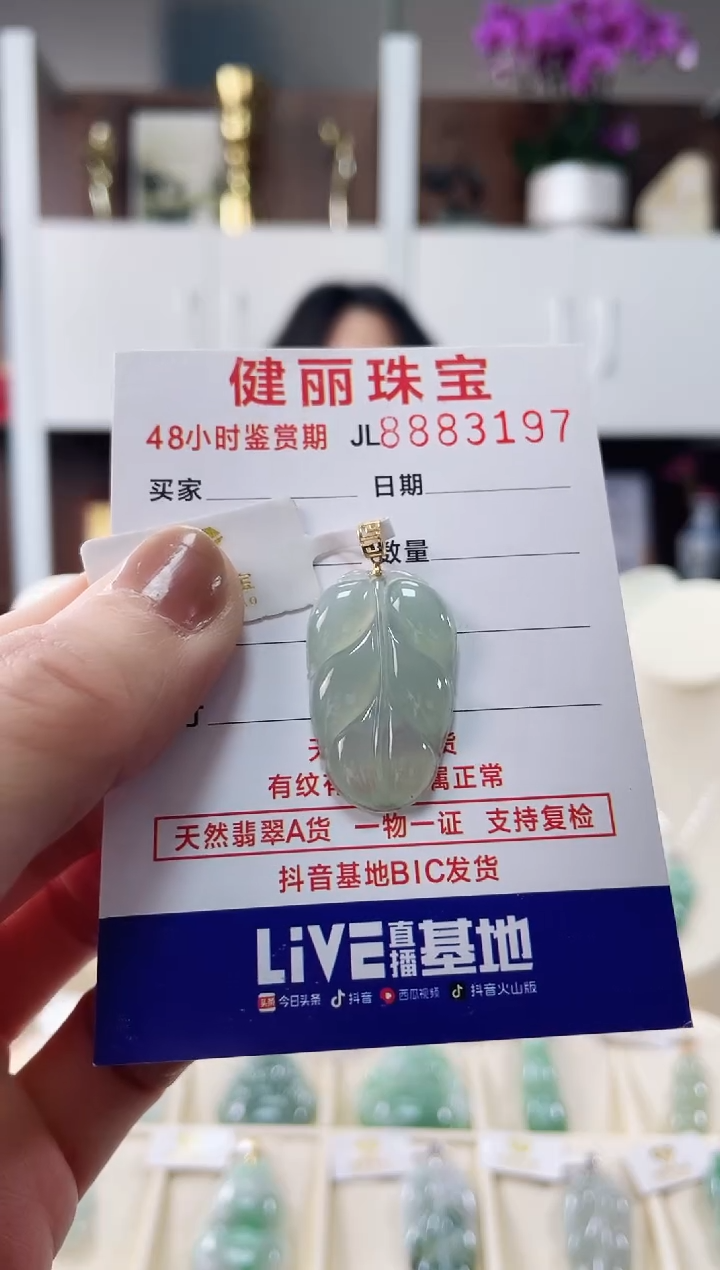 健丽珠宝
48小时鉴赏期 JL8883197
买家 日期
数量
有纹 属正常
天然翡翠A货 一物一证 支持复检
抖音基地BIC发货
LiVE直播基地
头条 今日头条 抖音 西瓜视频 抖音火山版